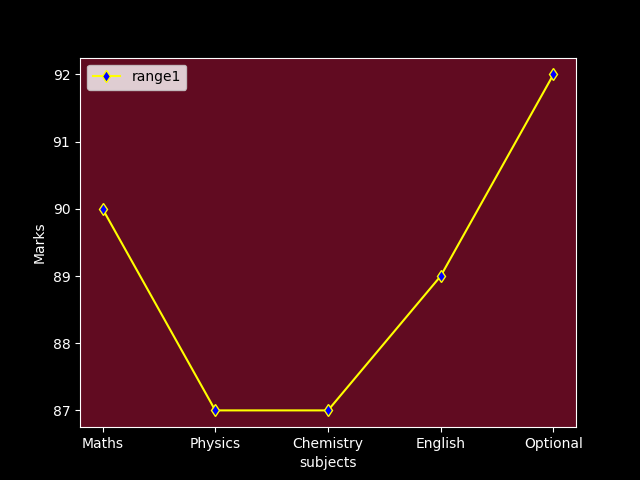 range1
92
91
90
89
88
87
Marks
Maths Physics Chemistry English Optional
subjects